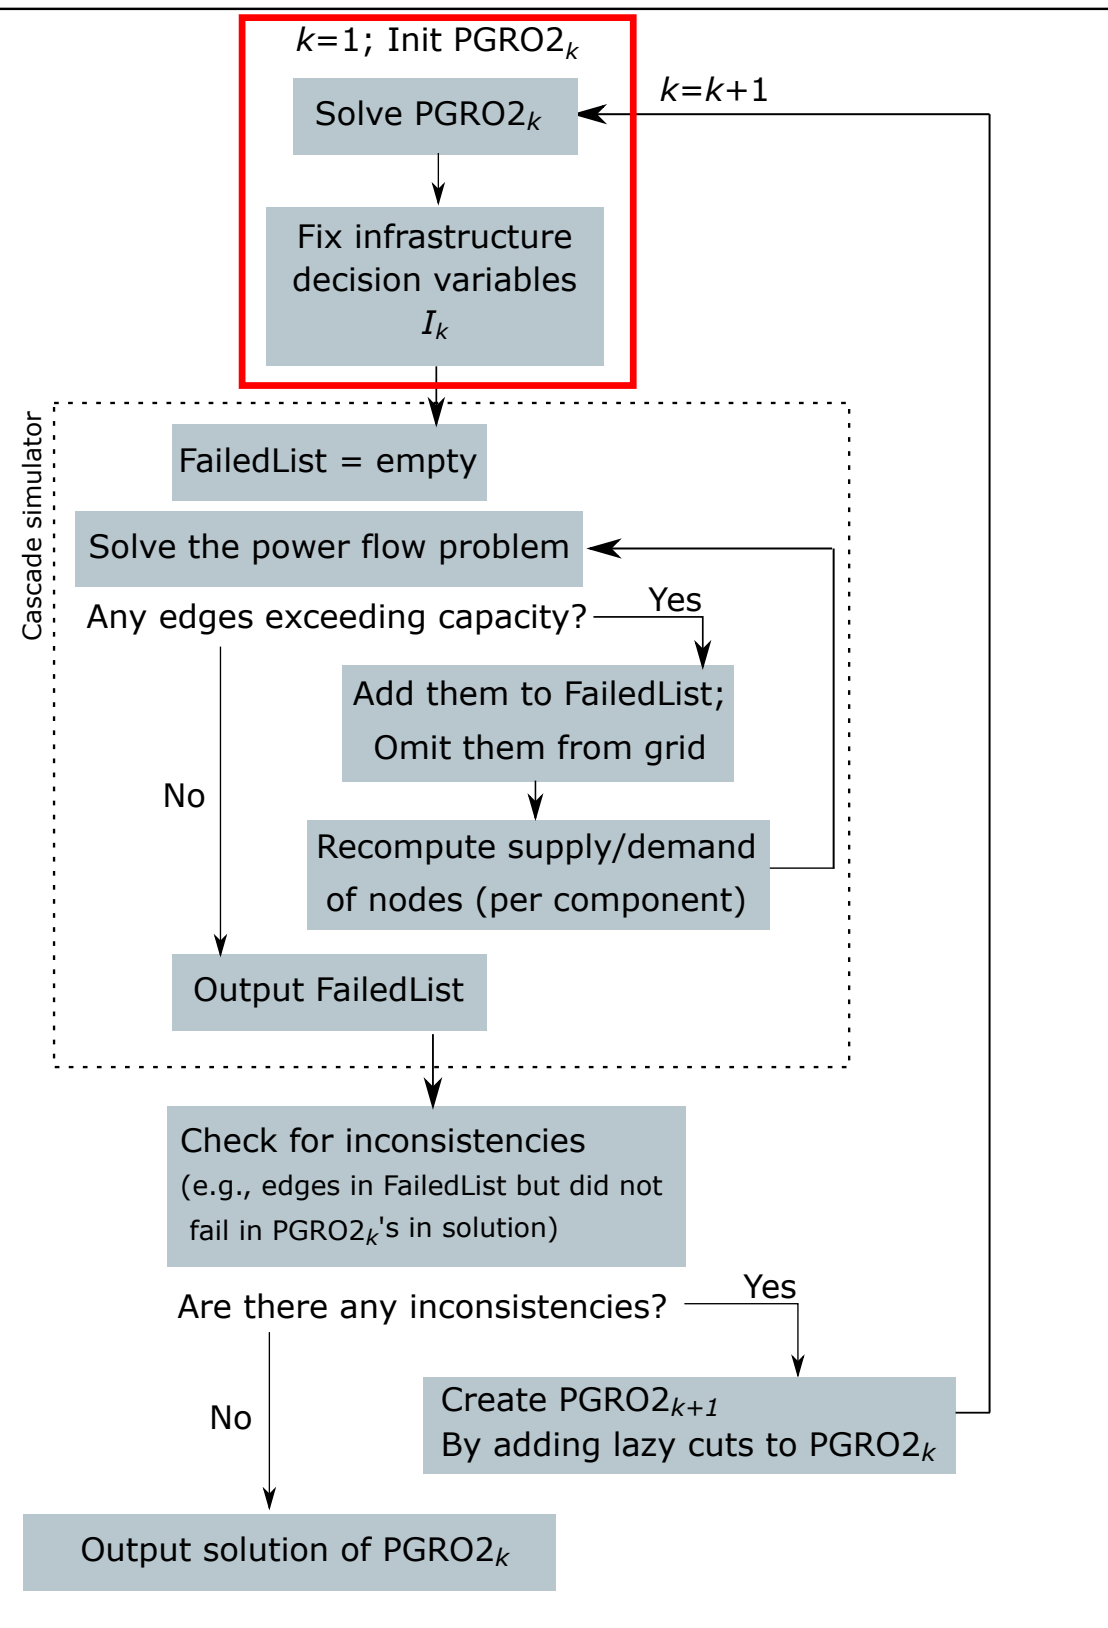 k=1; Init PGRO2k
k=k+1
Solve PGRO2k
Fix infrastructure
decision variables
Ik
Cascade simulator
FailedList = empty
Solve the power flow problem
Any edges exceeding capacity?
Yes
Add them to FailedList;
Omit them from grid
No
Recompute supply/demand
of nodes (per component)
Output FailedList
Check for inconsistencies
(e.g., edges in FailedList but did not
fail in PGRO2k's in solution)
Are there any inconsistencies?
Yes
No
Create PGRO2k+1
By adding lazy cuts to PGRO2k
Output solution of PGRO2k